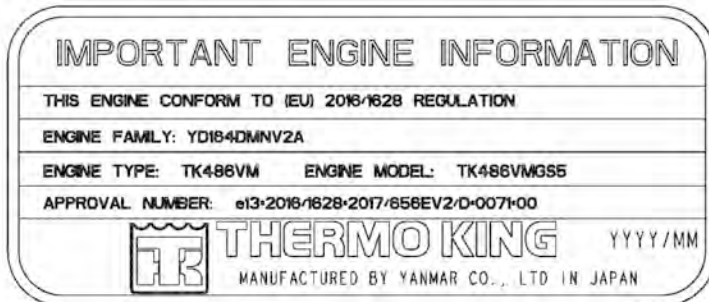 IMPORTANT ENGINE INFORMATION
THIS ENGINE CONFORM TO (EU) 2016/1628 REGULATION
ENGINE FAMILY: YD184DMNV2A
ENGINE TYPE: TK486VM ENGINE MODEL: TK486VMGS5
APPROVAL NUMBER: e13*2016/1628*2017/656EV2/D*0071*00
TK THERMO KING YYYY/MM
MANUFACTURED BY YANMAR CO., LTD IN JAPAN